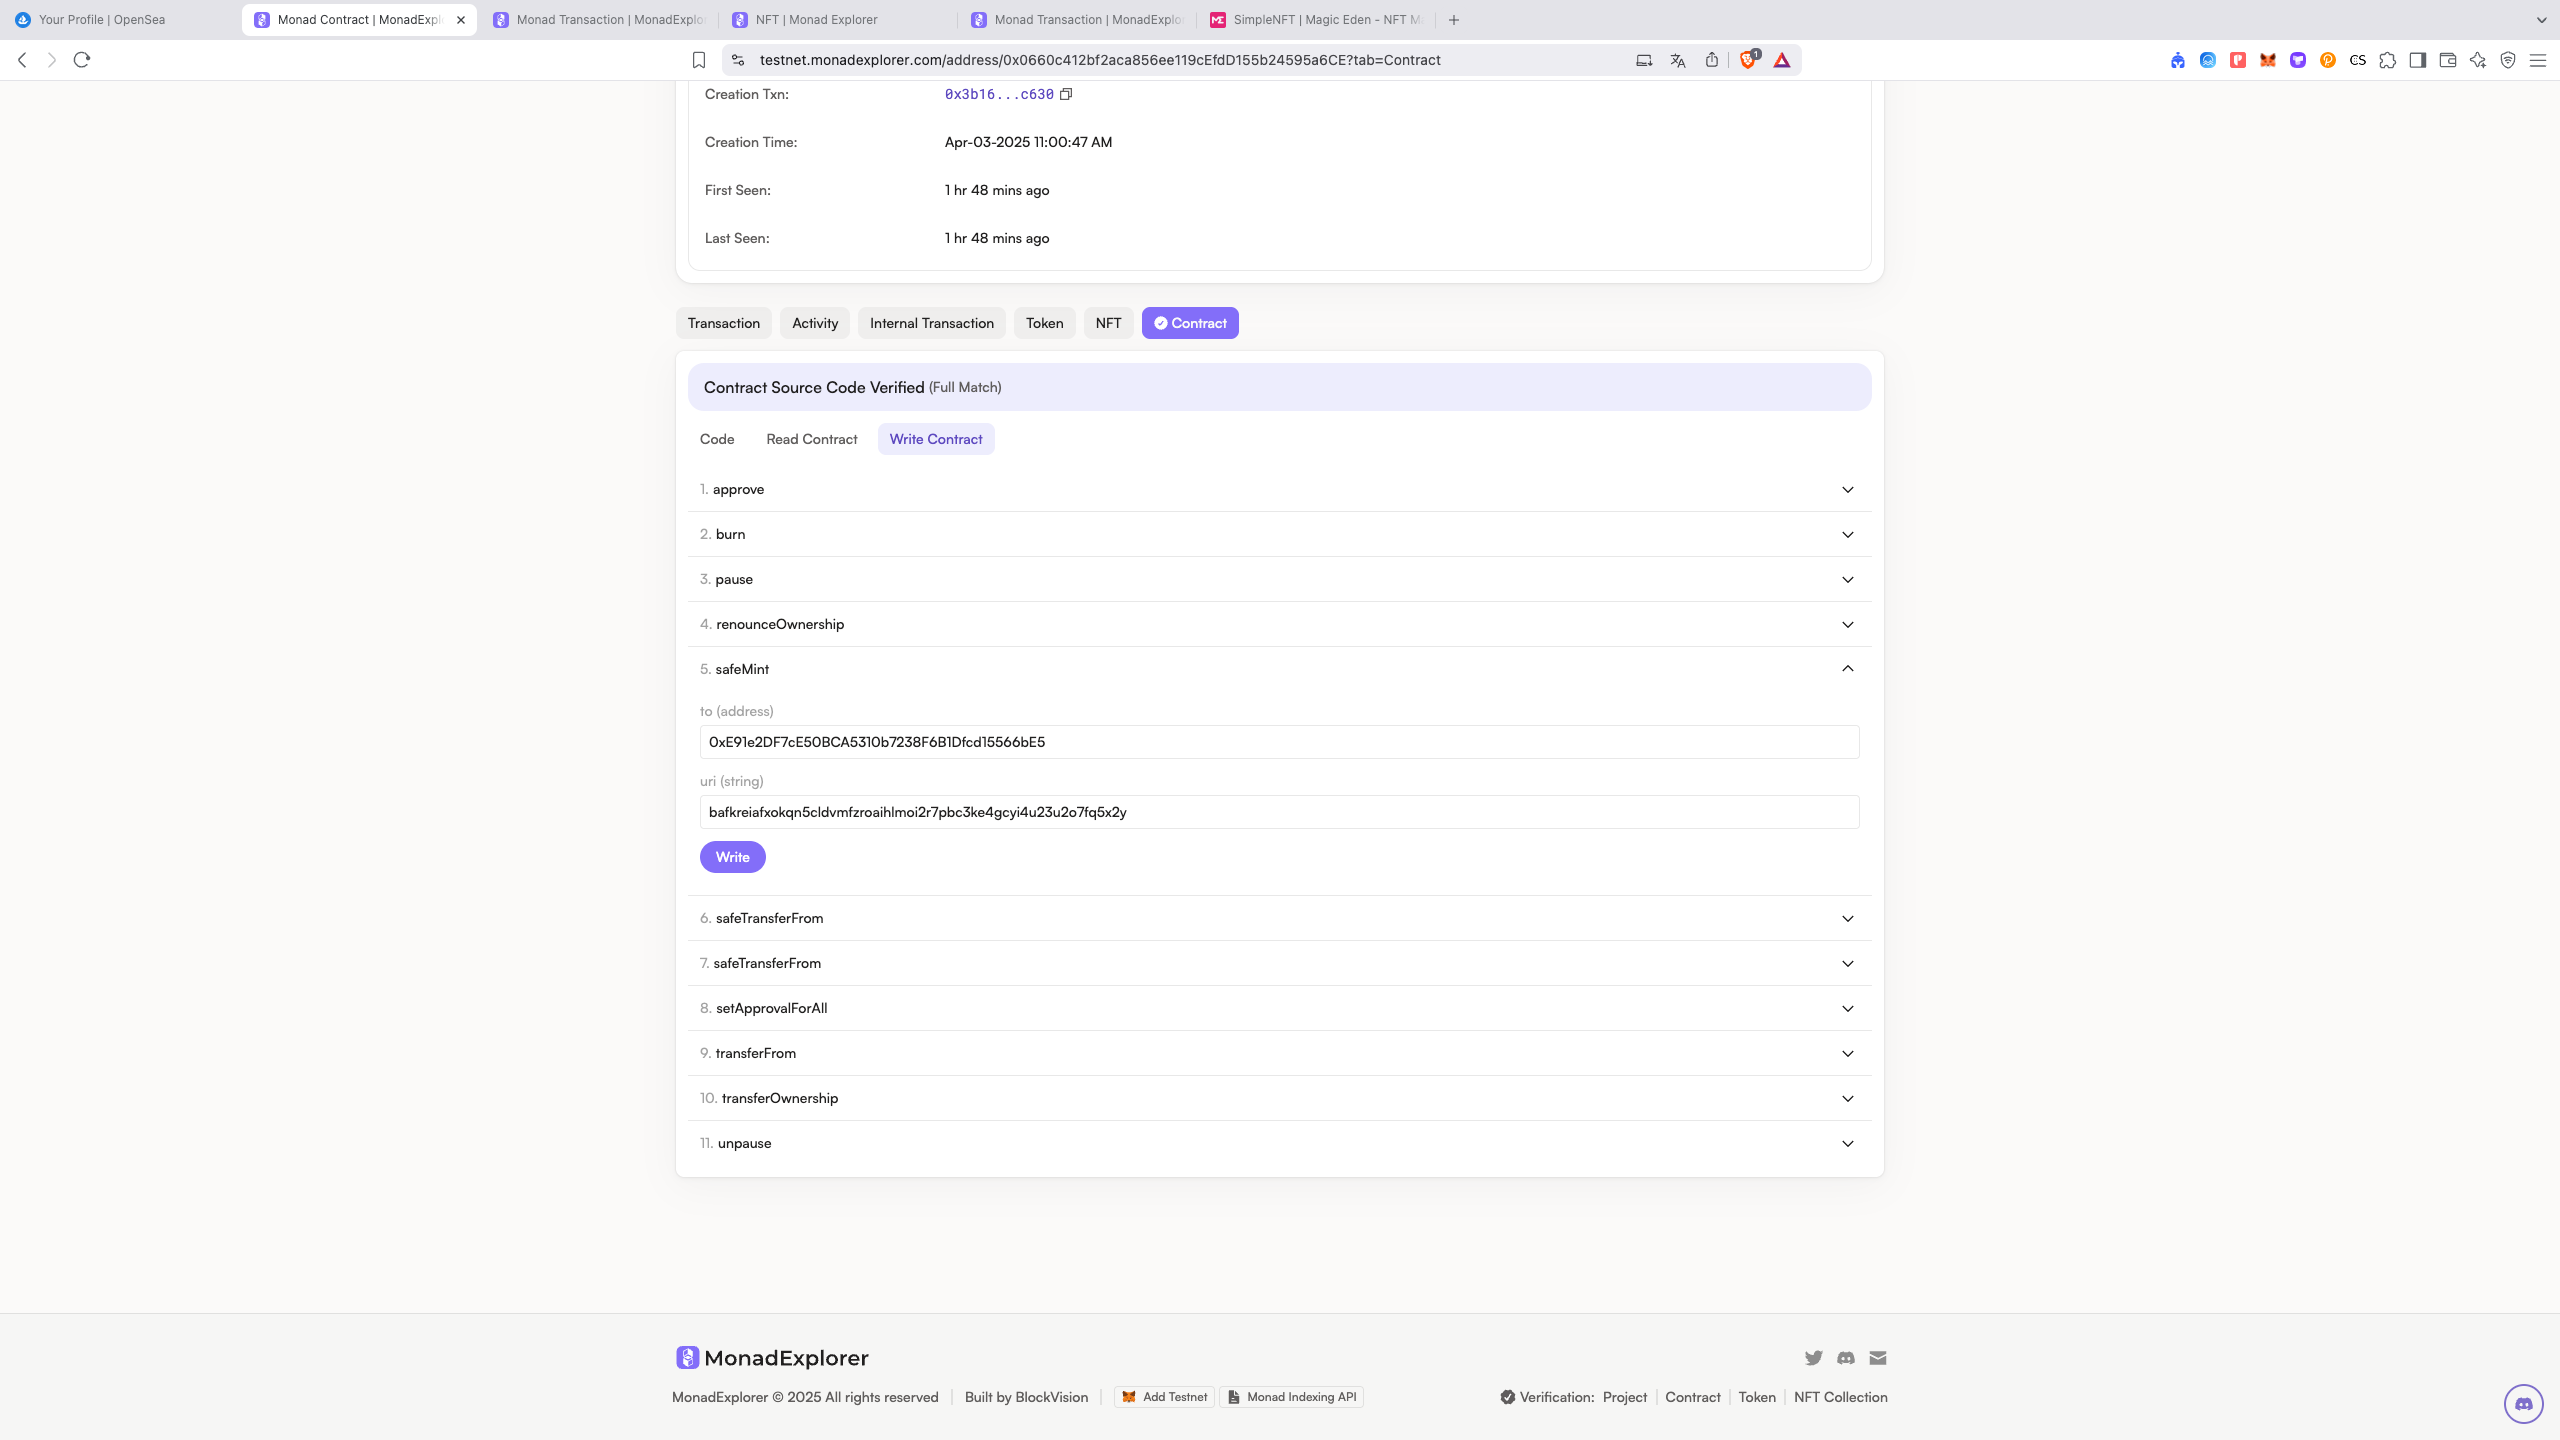 Your Profile | OpenSea
Monad Contract | MonadExpl
Monad Transaction | MonadExplo
NFT | Monad Explorer
Monad Transaction | MonadExplo
SimpleNFT | Magic Eden - NFT M
testnet.monadexplorer.com/address/0x0660c412bf2aca856ee119cEfdD155b24595a6CE?tab=Contract
1
CS
Creation Txn:
0x3b16...c630
Creation Time:
Apr-03-2025 11:00:47 AM
First Seen:
1 hr 48 mins ago
Last Seen:
1 hr 48 mins ago
Transaction
Activity
Internal Transaction
Token
NFT
Contract
Contract Source Code Verified (Full Match)
Code
Read Contract
Write Contract
1. approve
2. burn
3. pause
4. renounceOwnership
5. safeMint
to (address)
0xE91e2DF7cE50BCA5310b7238F6B1Dfcd15566bE5
uri (string)
bafkreiafxokqn5cldvmfzroaihlmoi2r7pbc3ke4gcyi4u23u2o7fq5x2y
Write
6. safeTransferFrom
7. safeTransferFrom
8. setApprovalForAll
9. transferFrom
10. transferOwnership
11. unpause
MonadExplorer
MonadExplorer © 2025 All rights reserved
Built by BlockVision
Add Testnet
Monad Indexing API
Verification:
Project
Contract
Token
NFT Collection